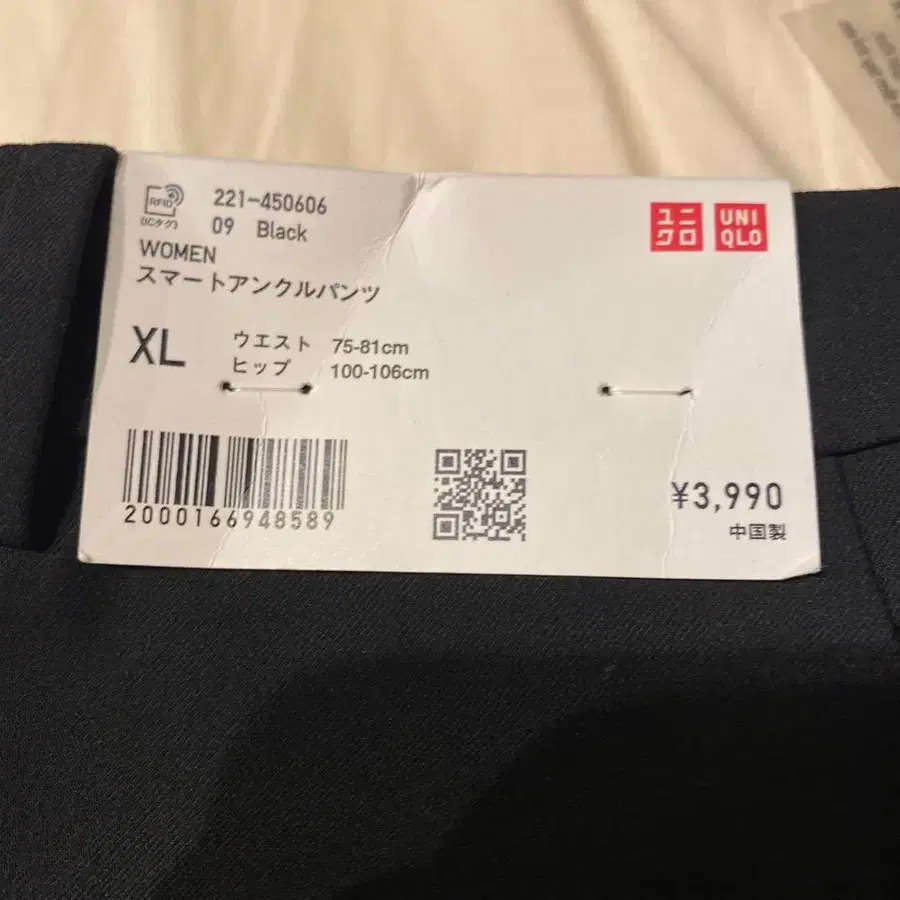 RFID
(ICタグ)
221-450606
09 Black
WOMEN
スマートアンクルパンツ
ユニ
クロ
UNI
QLO
XL
ウエスト 75-81cm
ヒップ 100-106cm
2000166948589
¥3,990
中国製